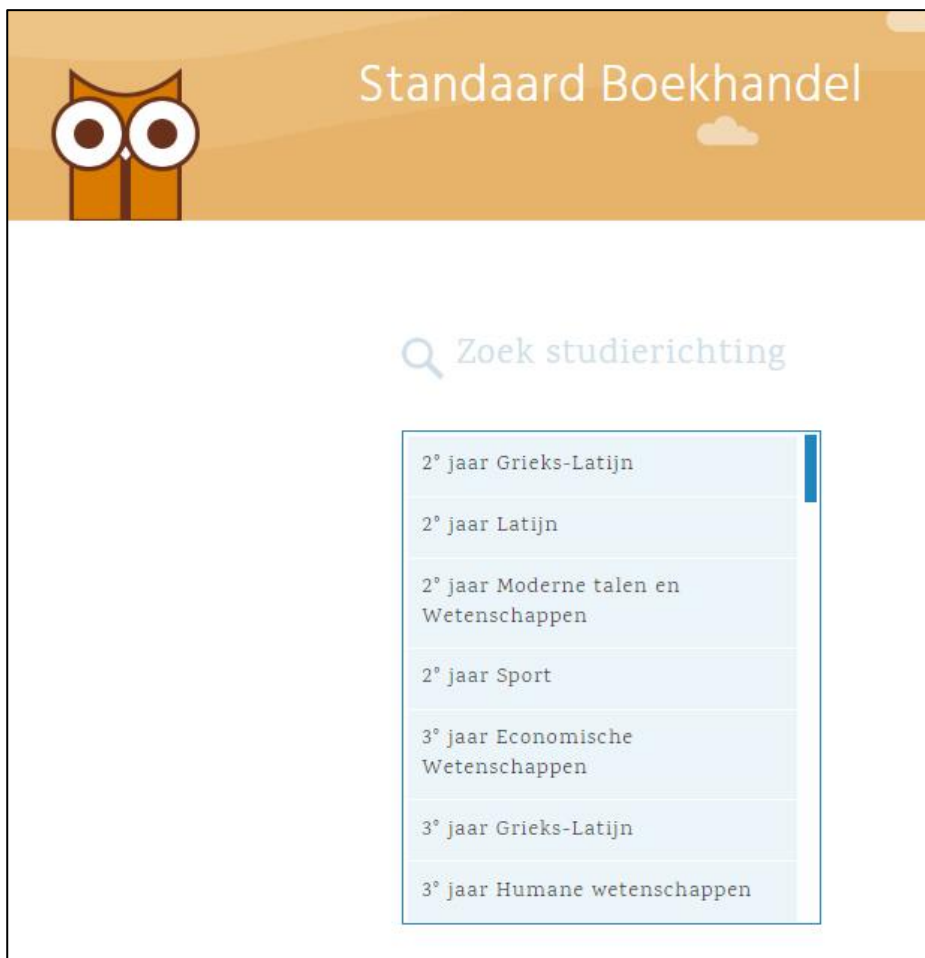 Standaard Boekhandel
Zoek studierichting
2° jaar Grieks-Latijn
2° jaar Latijn
2° jaar Moderne talen en
Wetenschappen
2° jaar Sport
3° jaar Economische
Wetenschappen
3° jaar Grieks-Latijn
3° jaar Humane wetenschappen